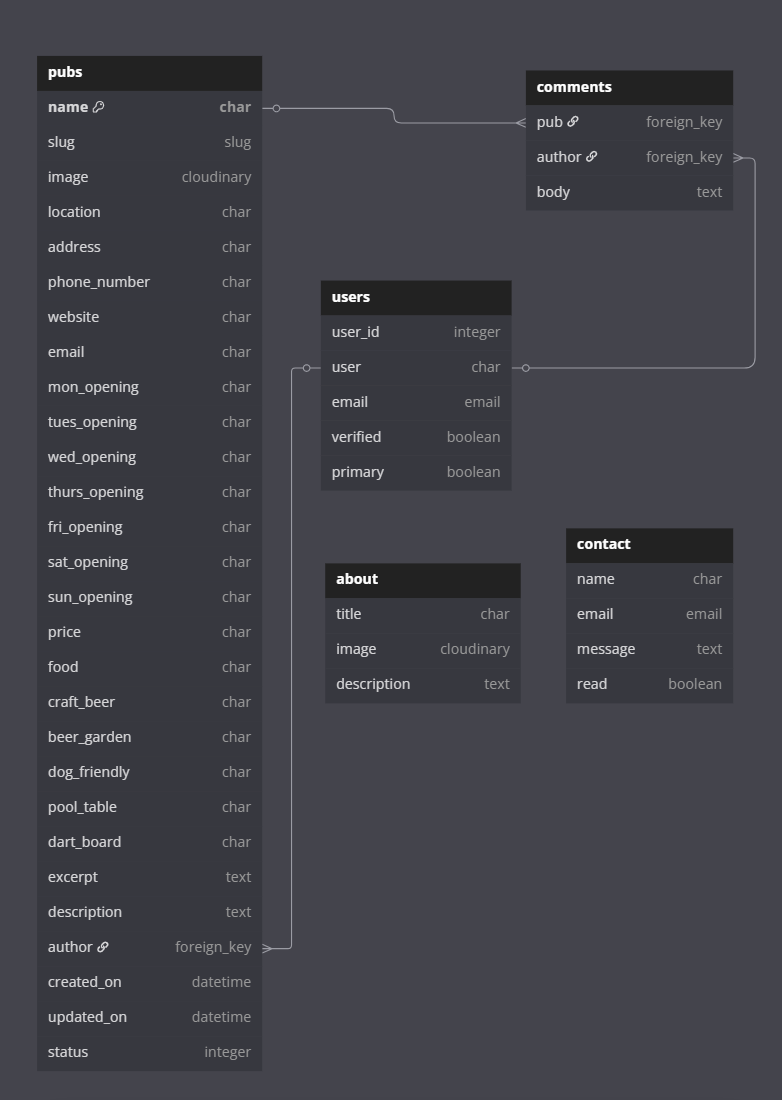 pubs
name char
slug slug
image cloudinary
location char
address char
phone_number char
website char
email char
mon_opening char
tues_opening char
wed_opening char
thurs_opening char
fri_opening char
sat_opening char
sun_opening char
price char
food char
craft_beer char
beer_garden char
dog_friendly char
pool_table char
dart_board char
excerpt text
description text
author foreign_key
created_on datetime
updated_on datetime
status integer
comments
pub foreign_key
author foreign_key
body text
users
user_id integer
user char
email email
verified boolean
primary boolean
about
title char
image cloudinary
description text
contact
name char
email email
message text
read boolean